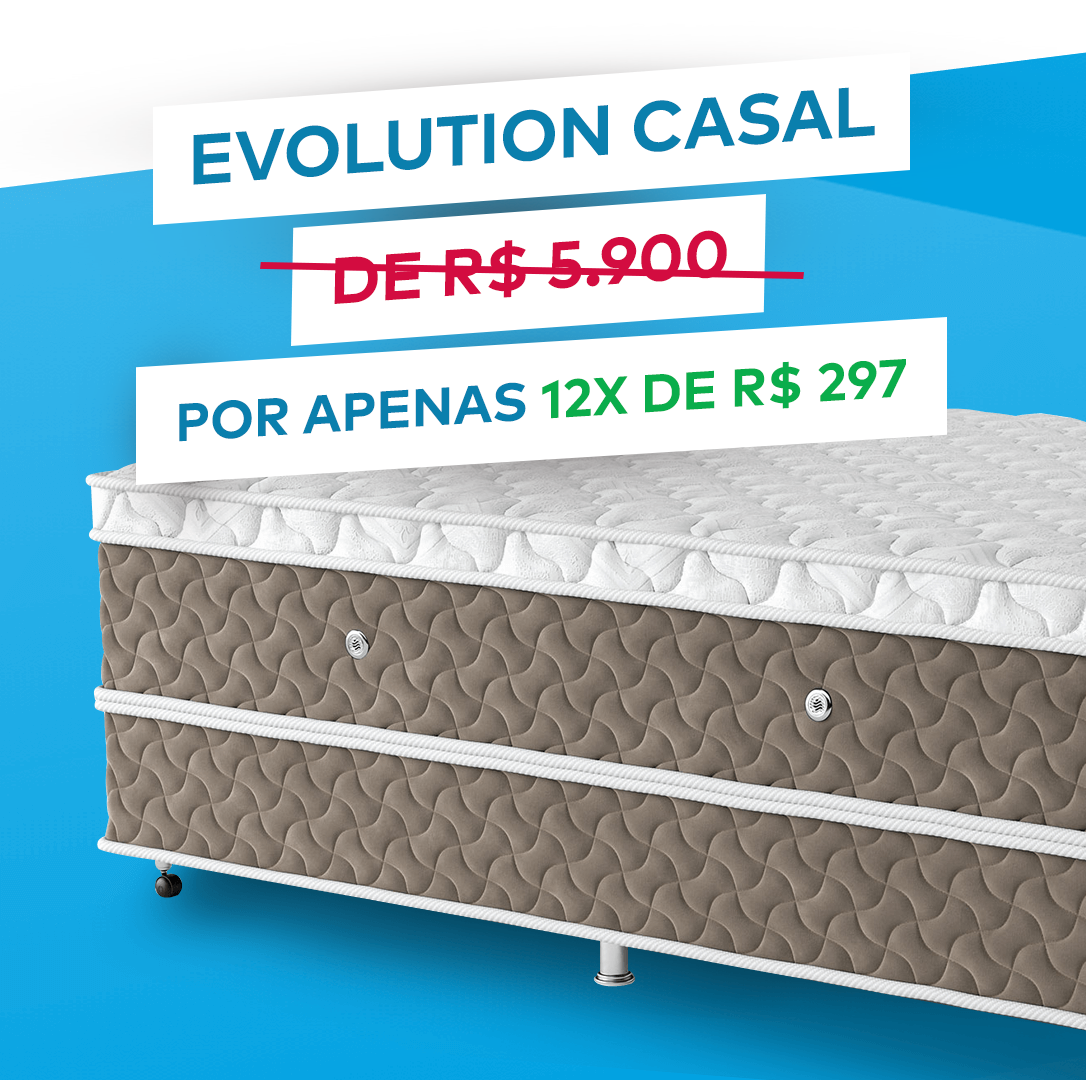 EVOLUTION CASAL
DE R$ 5.900
POR APENAS 12X DE R$ 297